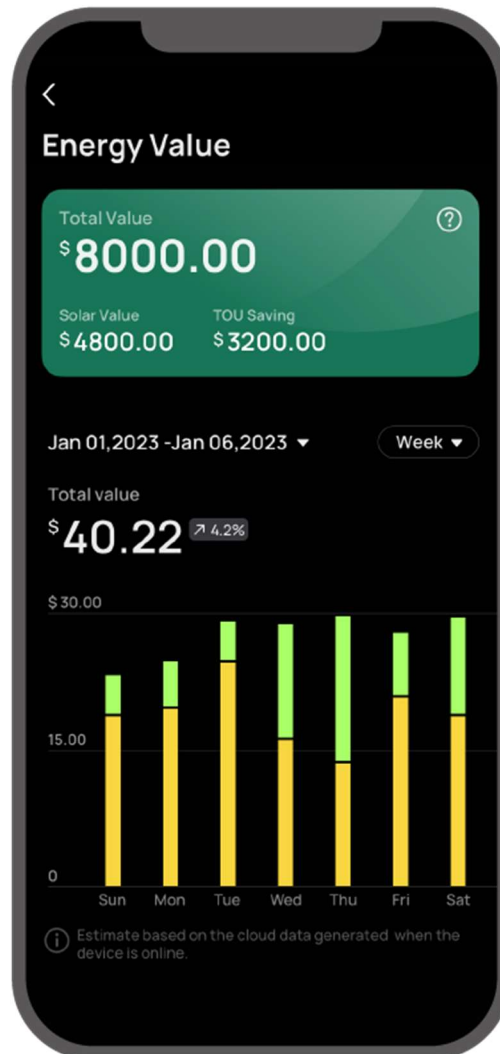 Energy Value
Total Value
$8000.00
Solar Value TOU Saving
$4800.00 $3200.00
Jan 01,2023 -Jan 06,2023 Week
Total value
$40.22 4.2%
$30.00
15.00
0
Sun Mon Tue Wed Thu Fri Sat
Estimate based on the cloud data generated when the
device is online.